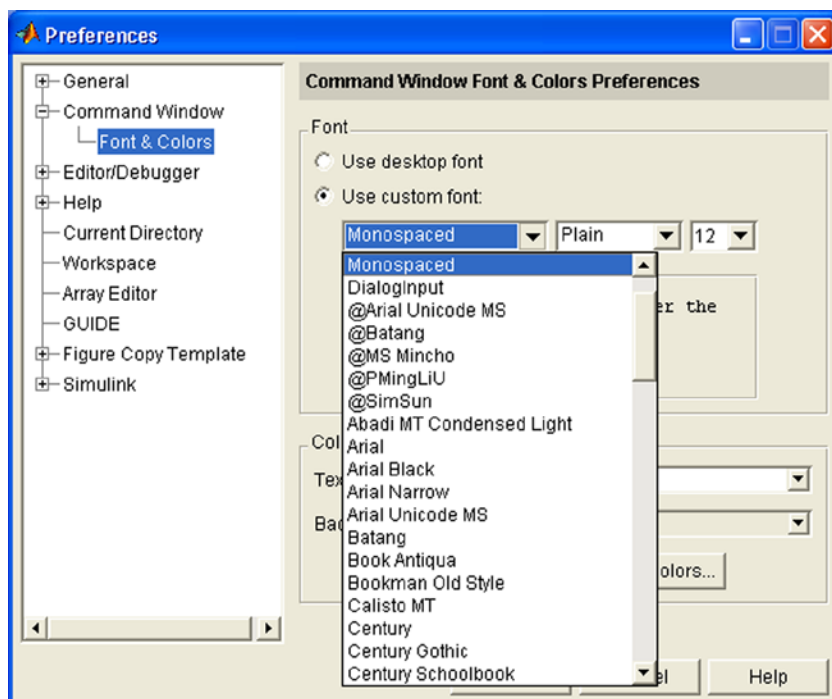 Preferences
General
Command Window
Font & Colors
Editor/Debugger
Help
Current Directory
Workspace
Array Editor
GUIDE
Figure Copy Template
Simulink
Command Window Font & Colors Preferences
Font
Use desktop font
Use custom font:
Monospaced Plain 12
Monospaced
DialogInput
@Arial Unicode MS
the
@Batang
@MS Mincho
@PMingLiU
@SimSun
Abadi MT Condensed Light
Arial
Arial Black
Arial Narrow
Arial Unicode MS
Batang
Book Antiqua
Bookman Old Style
Calisto MT
Century
Century Gothic
Century Schoolbook
Help